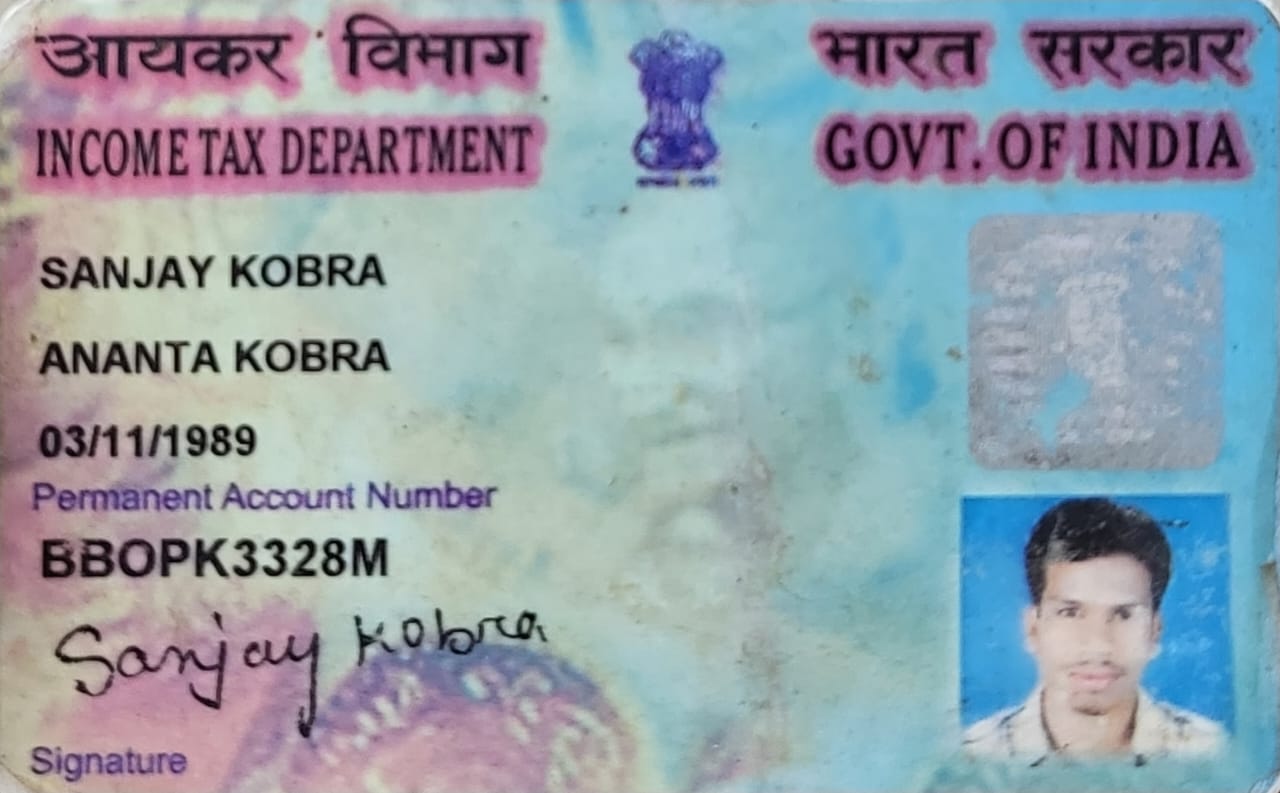 आयकर विभाग
INCOME TAX DEPARTMENT
भारत सरकार
GOVT. OF INDIA
SANJAY KOBRA
ANANTA KOBRA
03/11/1989
Permanent Account Number
BBOPK3328M
Sanjay Kobra
Signature